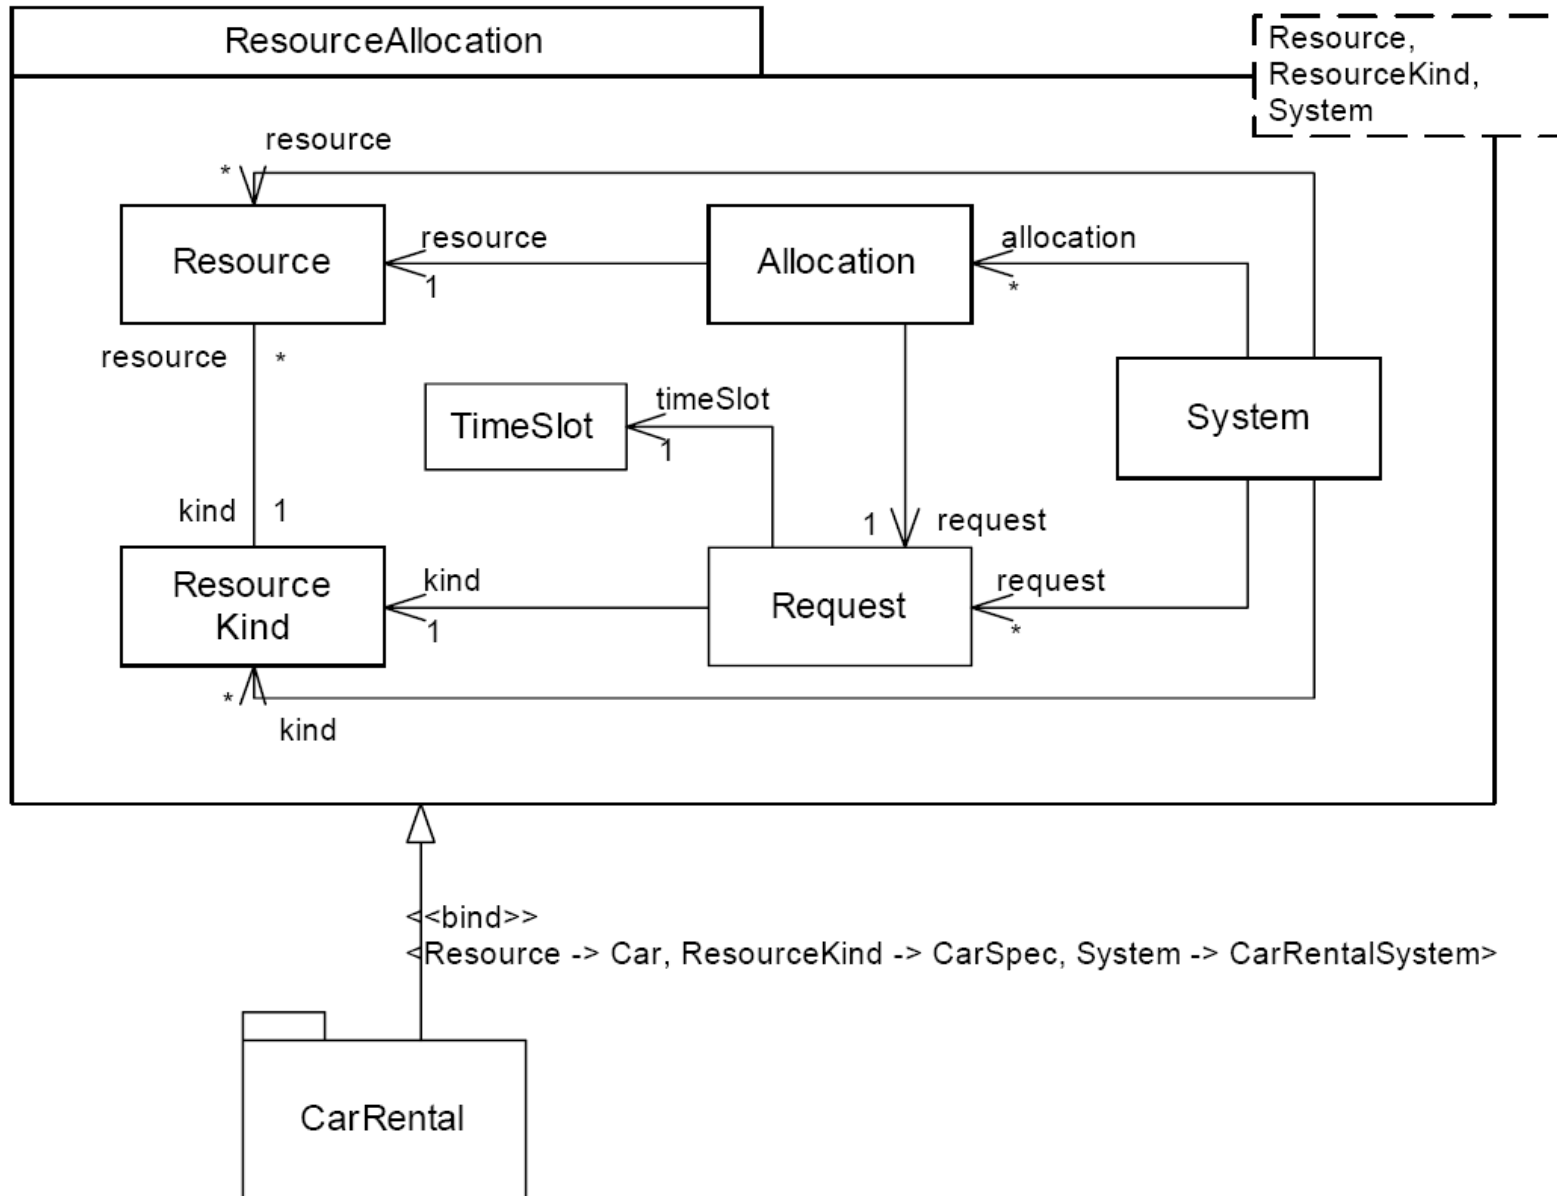 ResourceAllocation
Resource,
ResourceKind,
System
resource
*
Resource
resource
1
Allocation
allocation
*
resource
*
TimeSlot
timeSlot
1
System
kind
1
1
request
Resource
Kind
kind
1
Request
request
*
*
kind
<<bind>>
<Resource -> Car, ResourceKind -> CarSpec, System -> CarRentalSystem>
CarRental